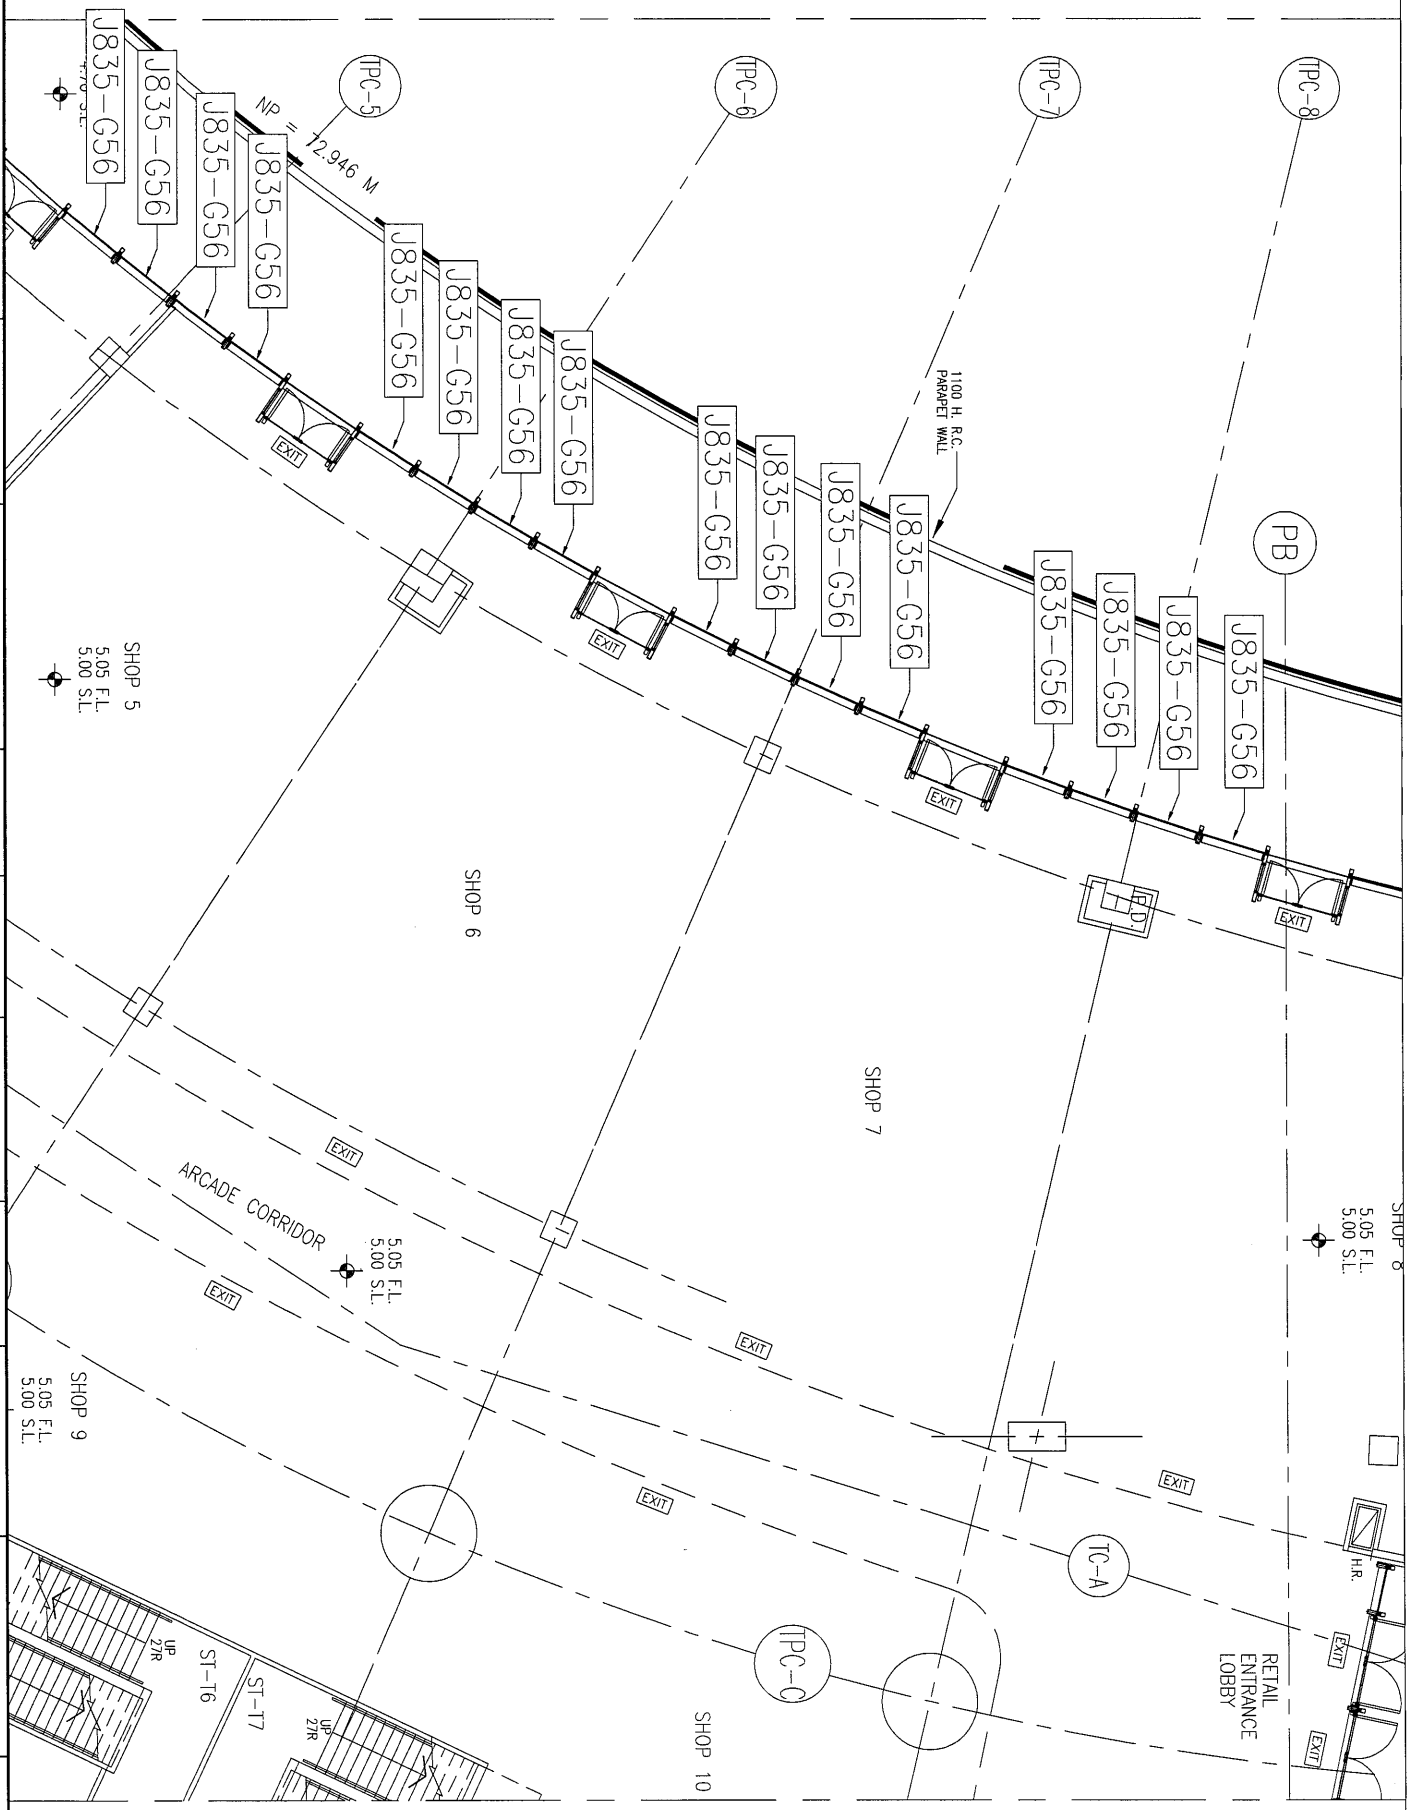 TPC-5
TPC-6
TPC-7
TPC-8
J835-G56
J835-G56
J835-G56
J835-G56
NP = 72.946 M
J835-G56
J835-G56
J835-G56
J835-G56
1100 H. R.C.
PARAPET WALL
J835-G56
J835-G56
J835-G56
J835-G56
PB
J835-G56
J835-G56
J835-G56
J835-G56
EXIT
EXIT
EXIT
EXIT
SHOP 5
5.05 F.L.
5.00 S.L.
SHOP 6
SHOP 7
SHOP 8
5.05 F.L.
5.00 S.L.
EXIT
ARCADE CORRIDOR
5.05 F.L.
5.00 S.L.
EXIT
EXIT
EXIT
EXIT
SHOP 9
5.05 F.L.
5.00 S.L.
TC-A
H.R.
EXIT
EXIT
RETAIL
ENTRANCE
LOBBY
TPC-C
SHOP 10
UP
27R
ST-T6
ST-T7
UP
27R